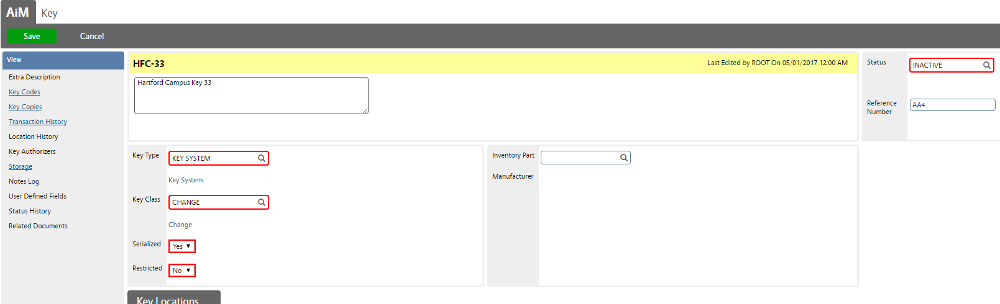 AiM Key
Save Cancel
View
Extra Description
Key Codes
Key Copies
Transaction History
Location History
Key Authorizers
Storage
Notes Log
User Defined Fields
Status History
Related Documents
HFC-33 Last Edited by ROOT On 05/01/2017 12:00 AM
Hartford Campus Key 33
Status INACTIVE
Reference Number AA4
Key Type KEY SYSTEM
Key System
Key Class CHANGE
Change
Serialized Yes
Restricted No
Inventory Part
Manufacturer
Key Locations